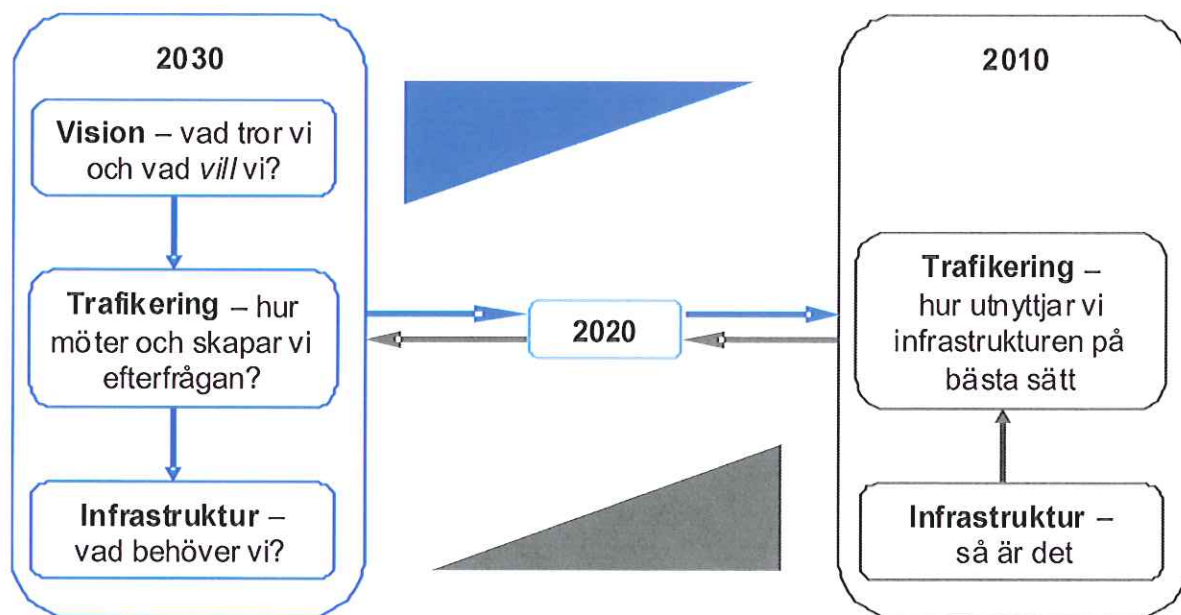 2030
Vision – vad tror vi
och vad vill vi?
Trafikering – hur
möter och skapar vi
efterfrågan?
Infrastruktur –
vad behöver vi?
2020
2010
Trafikering –
hur utnyttjar vi
infrastrukturen på
bästa sätt
Infrastruktur –
så är det